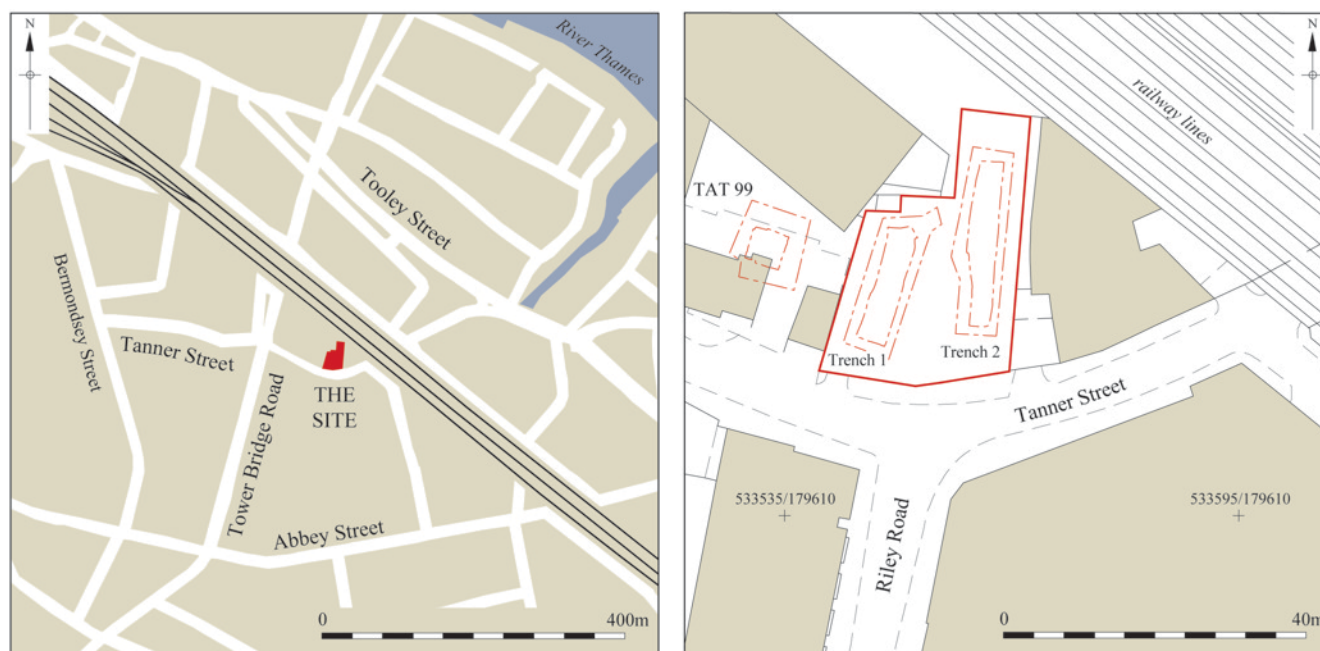 N
River Thames
Tooley Street
Bermondsey Street
Tanner Street
THE
SITE
Tower Bridge Road
Abbey Street
0
400m
N
railway lines
TAT 99
Trench 1
Trench 2
Tanner Street
533535/179610
533595/179610
Riley Road
0
40m